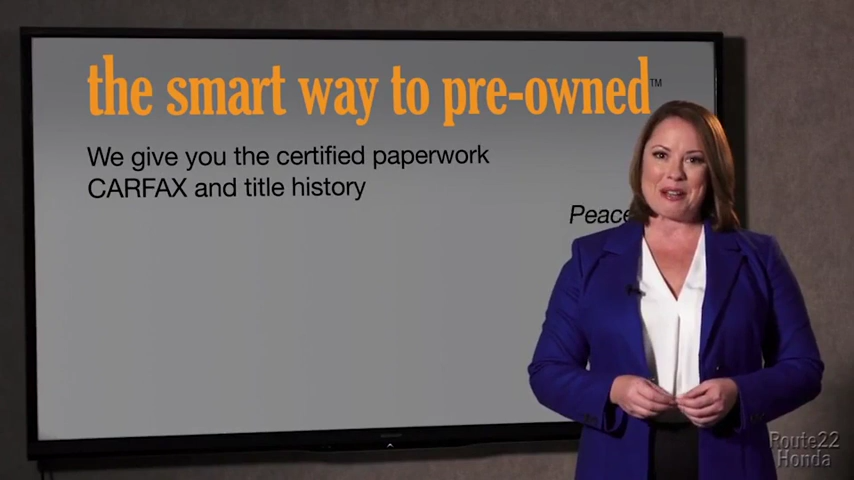 the smart way to pre-owned™
We give you the certified paperwork
CARFAX and title history
Peace
Route22
Honda